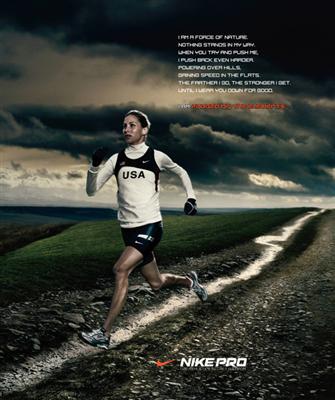 I AM A FORCE OF NATURE.
NOTHING STANDS IN MY WAY.
WHEN YOU TRY AND PUSH ME,
I PUSH BACK EVEN HARDER.
POWERING OVER HILLS,
GAINING SPEED IN THE FLATS.
THE FARTHER I GO, THE STRONGER I GET.
UNTIL I WEAR YOU DOWN FOR GOOD.
I AM
USA
NIKE PRO